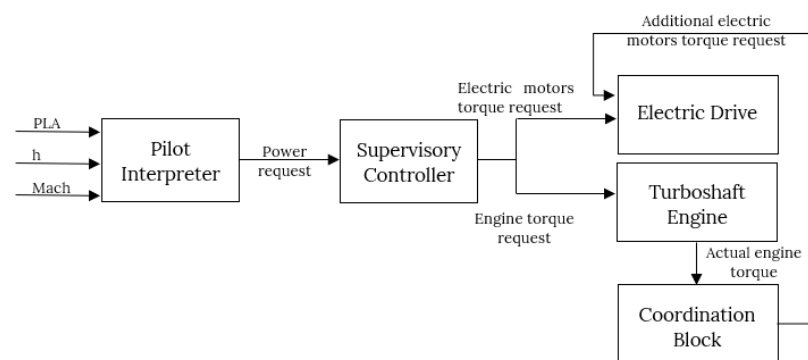 Additional electric
motors torque request
Electric motors
torque request
Electric Drive
PLA
h
Mach
Pilot
Interpreter
Power
request
Supervisory
Controller
Turboshaft
Engine
Engine torque
request
Actual engine
torque
Coordination
Block